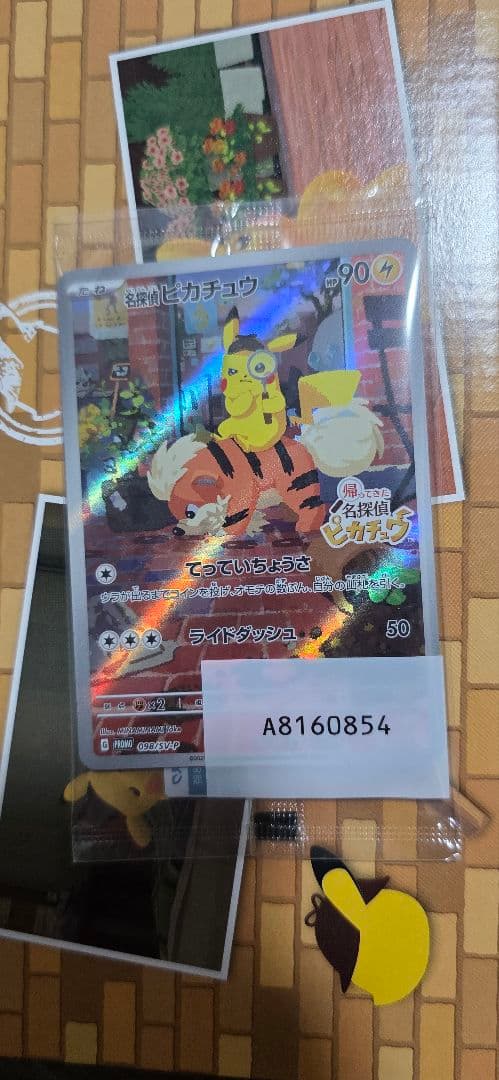 たね 名探偵ピカチュウ HP90
帰ってきた
名探偵
ピカチュウ
てっていちょうさ
ウラが出るまでコインを投げ、オモテの数ぶん、自分の山札を引く。
ライドダッシュ 50
×2
A8160854
G PROMO 098/SV-P